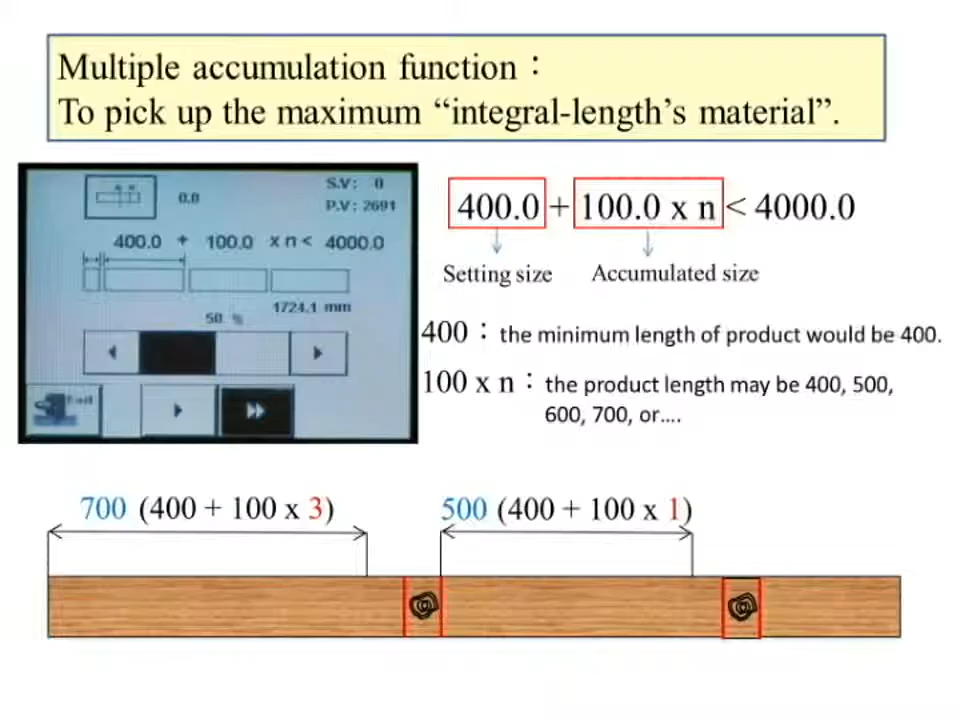 Multiple accumulation function：
To pick up the maximum “integral-length’s material”.
S.V: 0
0.0
P.V: 2691
400.0 + 100.0 x n < 4000.0
1724.1 mm
50 %
400.0 + 100.0 x n < 4000.0
Setting size
Accumulated size
400：the minimum length of product would be 400.
100 x n：the product length may be 400, 500,
600, 700, or....
700 (400 + 100 x 3)
500 (400 + 100 x 1)